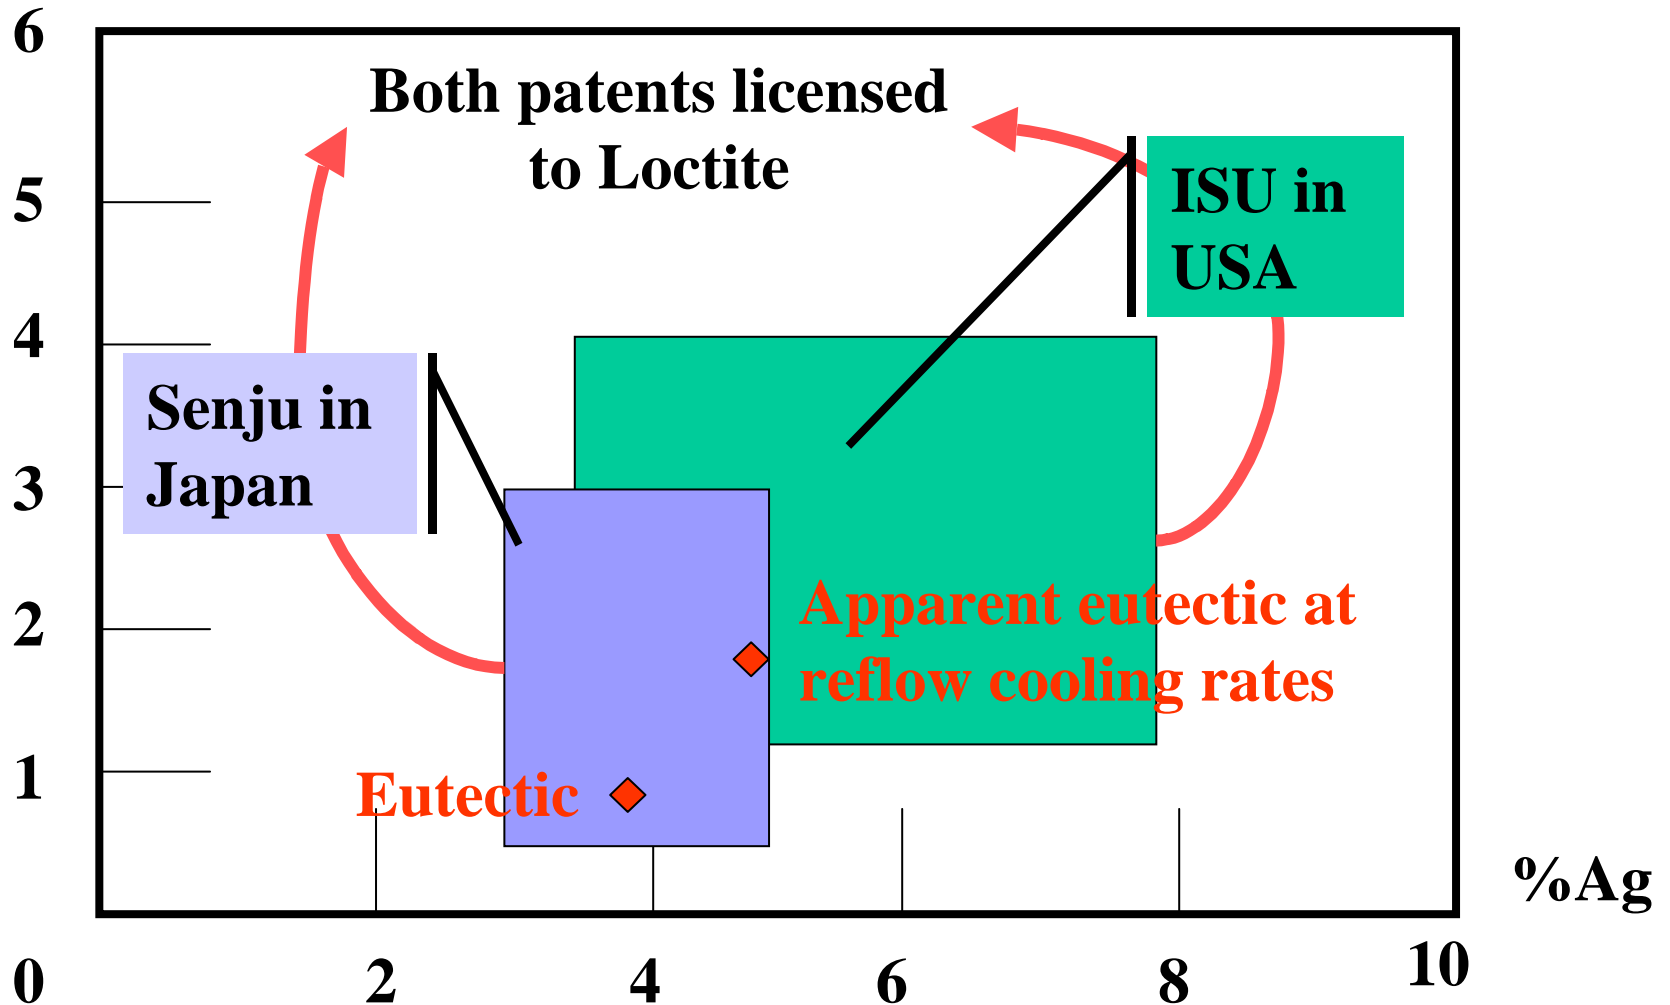 6
Both patents licensed
to Loctite
ISU in
USA
5
4
Senju in
Japan
3
2
Apparent eutectic at
reflow cooling rates
1
Eutectic
%Ag
0
2
4
6
8
10